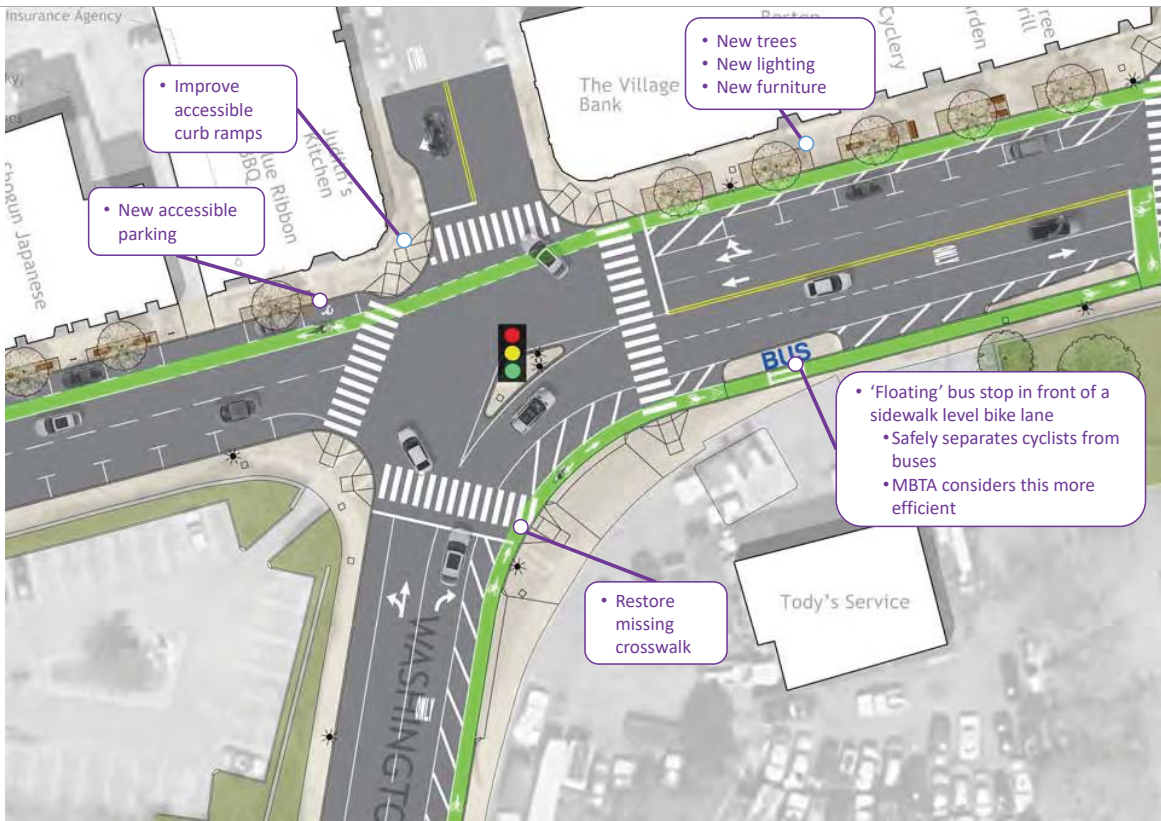 Insurance Agency
• Improve
accessible
curb ramps
• New trees
• New lighting
• New furniture
The Village
Bank
Cyclery
Judith's
Kitchen
Blue Ribbon
BBQ
Shogun Japanese
• New accessible
parking
ONLY
BUS
• 'Floating' bus stop in front of a
sidewalk level bike lane
• Safely separates cyclists from
buses
• MBTA considers this more
efficient
• Restore
missing
crosswalk
Tody's Service
ONLY
WASHINGTO